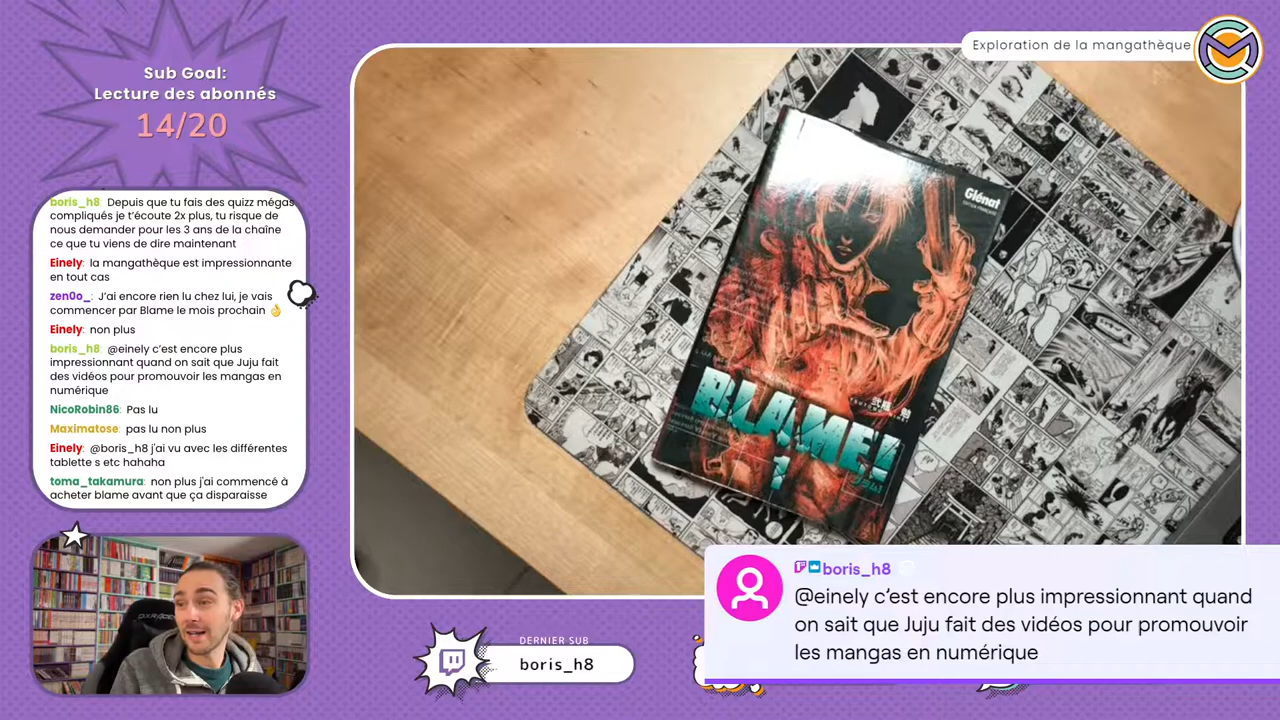 Sub Goal:
Lecture des abonnés
14/20
Exploration de la mangathèque
boris_h8: Depuis que tu fais des quizz mégas
compliqués je t'écoute 2x plus, tu risque de
nous demander pour les 3 ans de la chaîne
ce que tu viens de dire maintenant
Einely: la mangathèque est impressionnante
en tout cas
zen0o_: J'ai encore rien lu chez lui, je vais
commencer par Blame le mois prochain 👌
Einely: non plus
boris_h8: @einely c'est encore plus
impressionnant quand on sait que Juju fait
des vidéos pour promouvoir les mangas en
numérique
NicoRobin86: Pas lu
Maximatose: pas lu non plus
Einely: @boris_h8 j'ai vu avec les différentes
tablette s etc hahaha
toma_takamura: non plus j'ai commencé à
acheter blame avant que ça disparaisse
Glénat
BLAME!
1
ブラム!
DERNIER SUB
boris_h8
boris_h8
@einely c’est encore plus impressionnant quand
on sait que Juju fait des vidéos pour promouvoir
les mangas en numérique